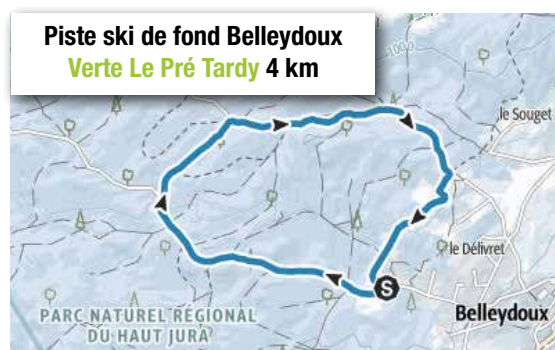 Piste ski de fond Belleydoux
Verte Le Pré Tardy 4 km
1000
le Souget
le Délivret
S
Belleydoux
PARC NATUREL RÉGIONAL
DU HAUT JURA